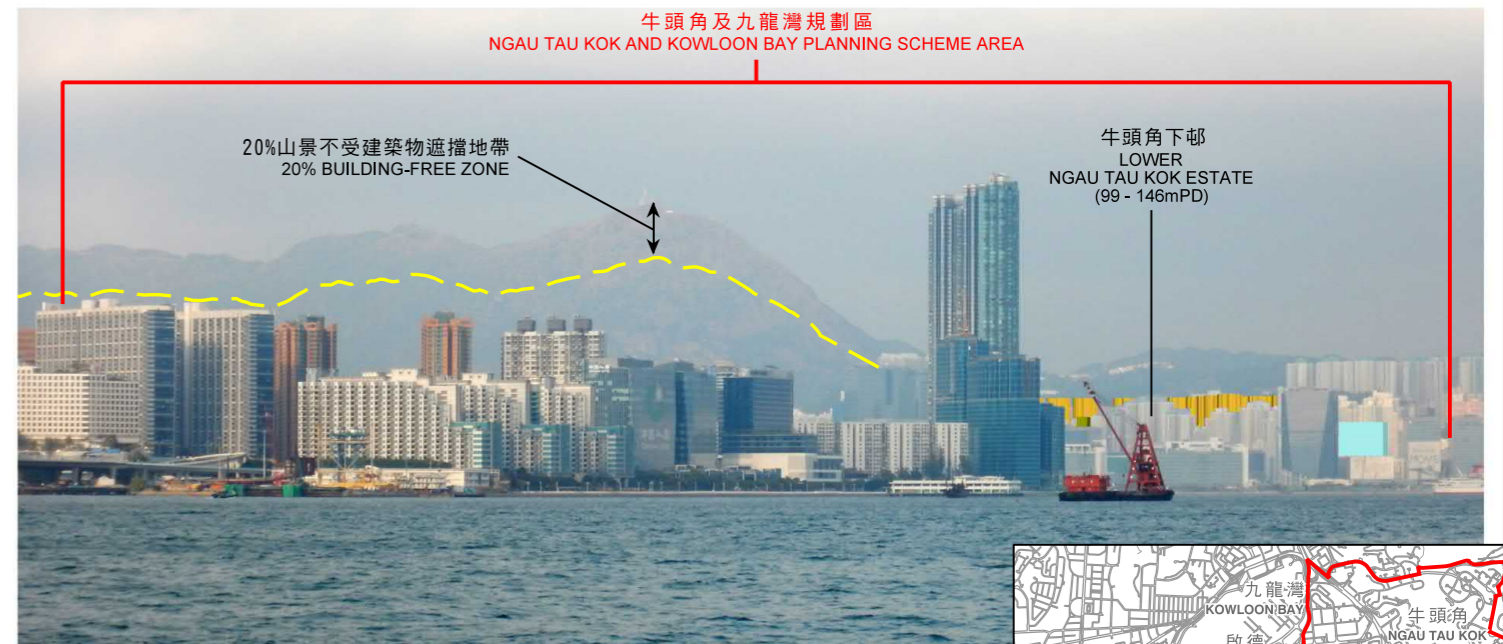 牛頭角及九龍灣規劃區
NGAU TAU KOK AND KOWLOON BAY PLANNING SCHEME AREA
20%山景不受建築物遮擋地帶
20% BUILDING-FREE ZONE
牛頭角下邨
LOWER
NGAU TAU KOK ESTATE
(99 - 146mPD)
九龍灣
KOWLOON BAY
牛頭角
NGAU TAU KOK
啟德